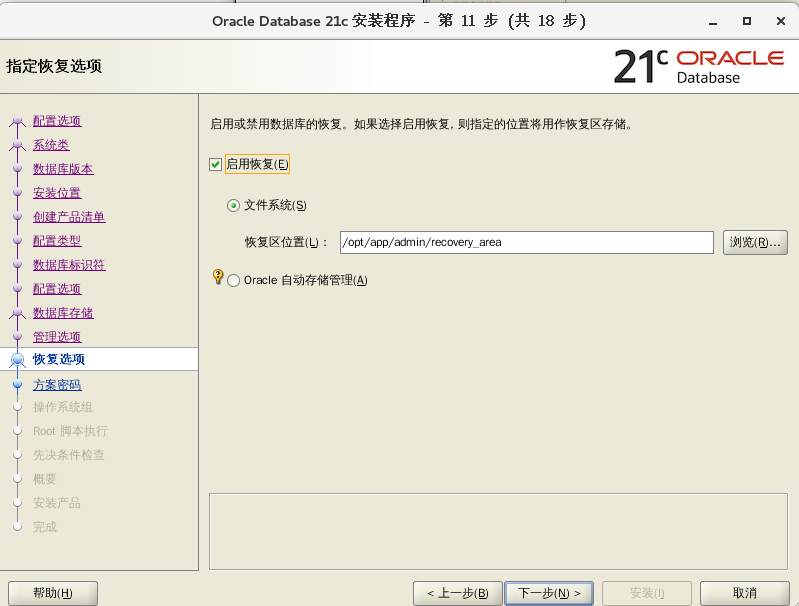 Oracle Database 21c 安装程序 - 第 11 步 (共 18 步)
指定恢复选项
21c ORACLE
Database
配置选项
系统类
数据库版本
安装位置
创建产品清单
配置类型
数据库标识符
配置选项
数据库存储
管理选项
恢复选项
方案密码
操作系统组
Root 脚本执行
先决条件检查
概要
安装产品
完成
启用或禁用数据库的恢复。如果选择启用恢复, 则指定的位置将用作恢复区存储。
启用恢复(E)
文件系统(S)
恢复区位置(L)： /opt/app/admin/recovery_area 浏览(R)...
Oracle 自动存储管理(A)
帮助(H) < 上一步(B) 下一步(N) > 安装(I) 取消